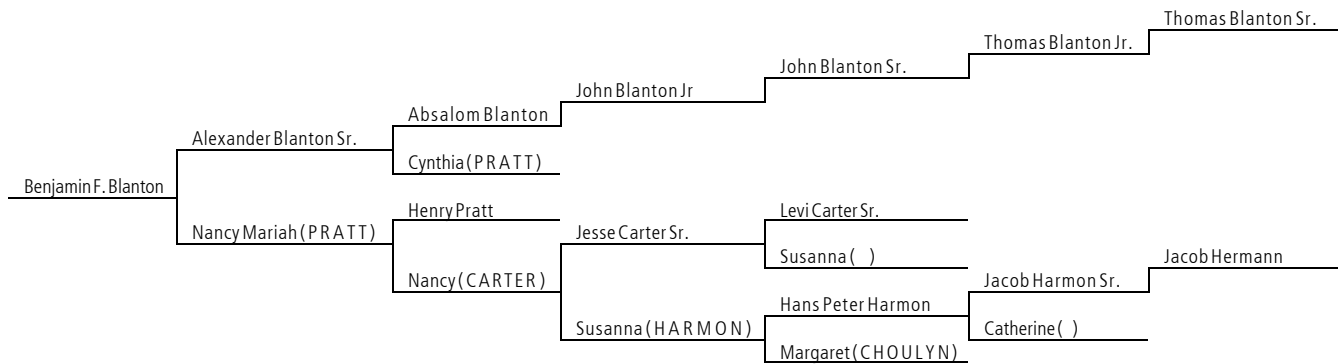 Thomas Blanton Sr.
Thomas Blanton Jr.
John Blanton Sr.
John Blanton Jr
Absalom Blanton
Alexander Blanton Sr.
Cynthia (PRATT)
Benjamin F. Blanton
Henry Pratt
Levi Carter Sr.
Nancy Mariah (PRATT)
Jesse Carter Sr.
Susanna ( )
Jacob Hermann
Nancy (CARTER)
Jacob Harmon Sr.
Hans Peter Harmon
Susanna (HARMON)
Catherine ( )
Margaret (CHOULYN)